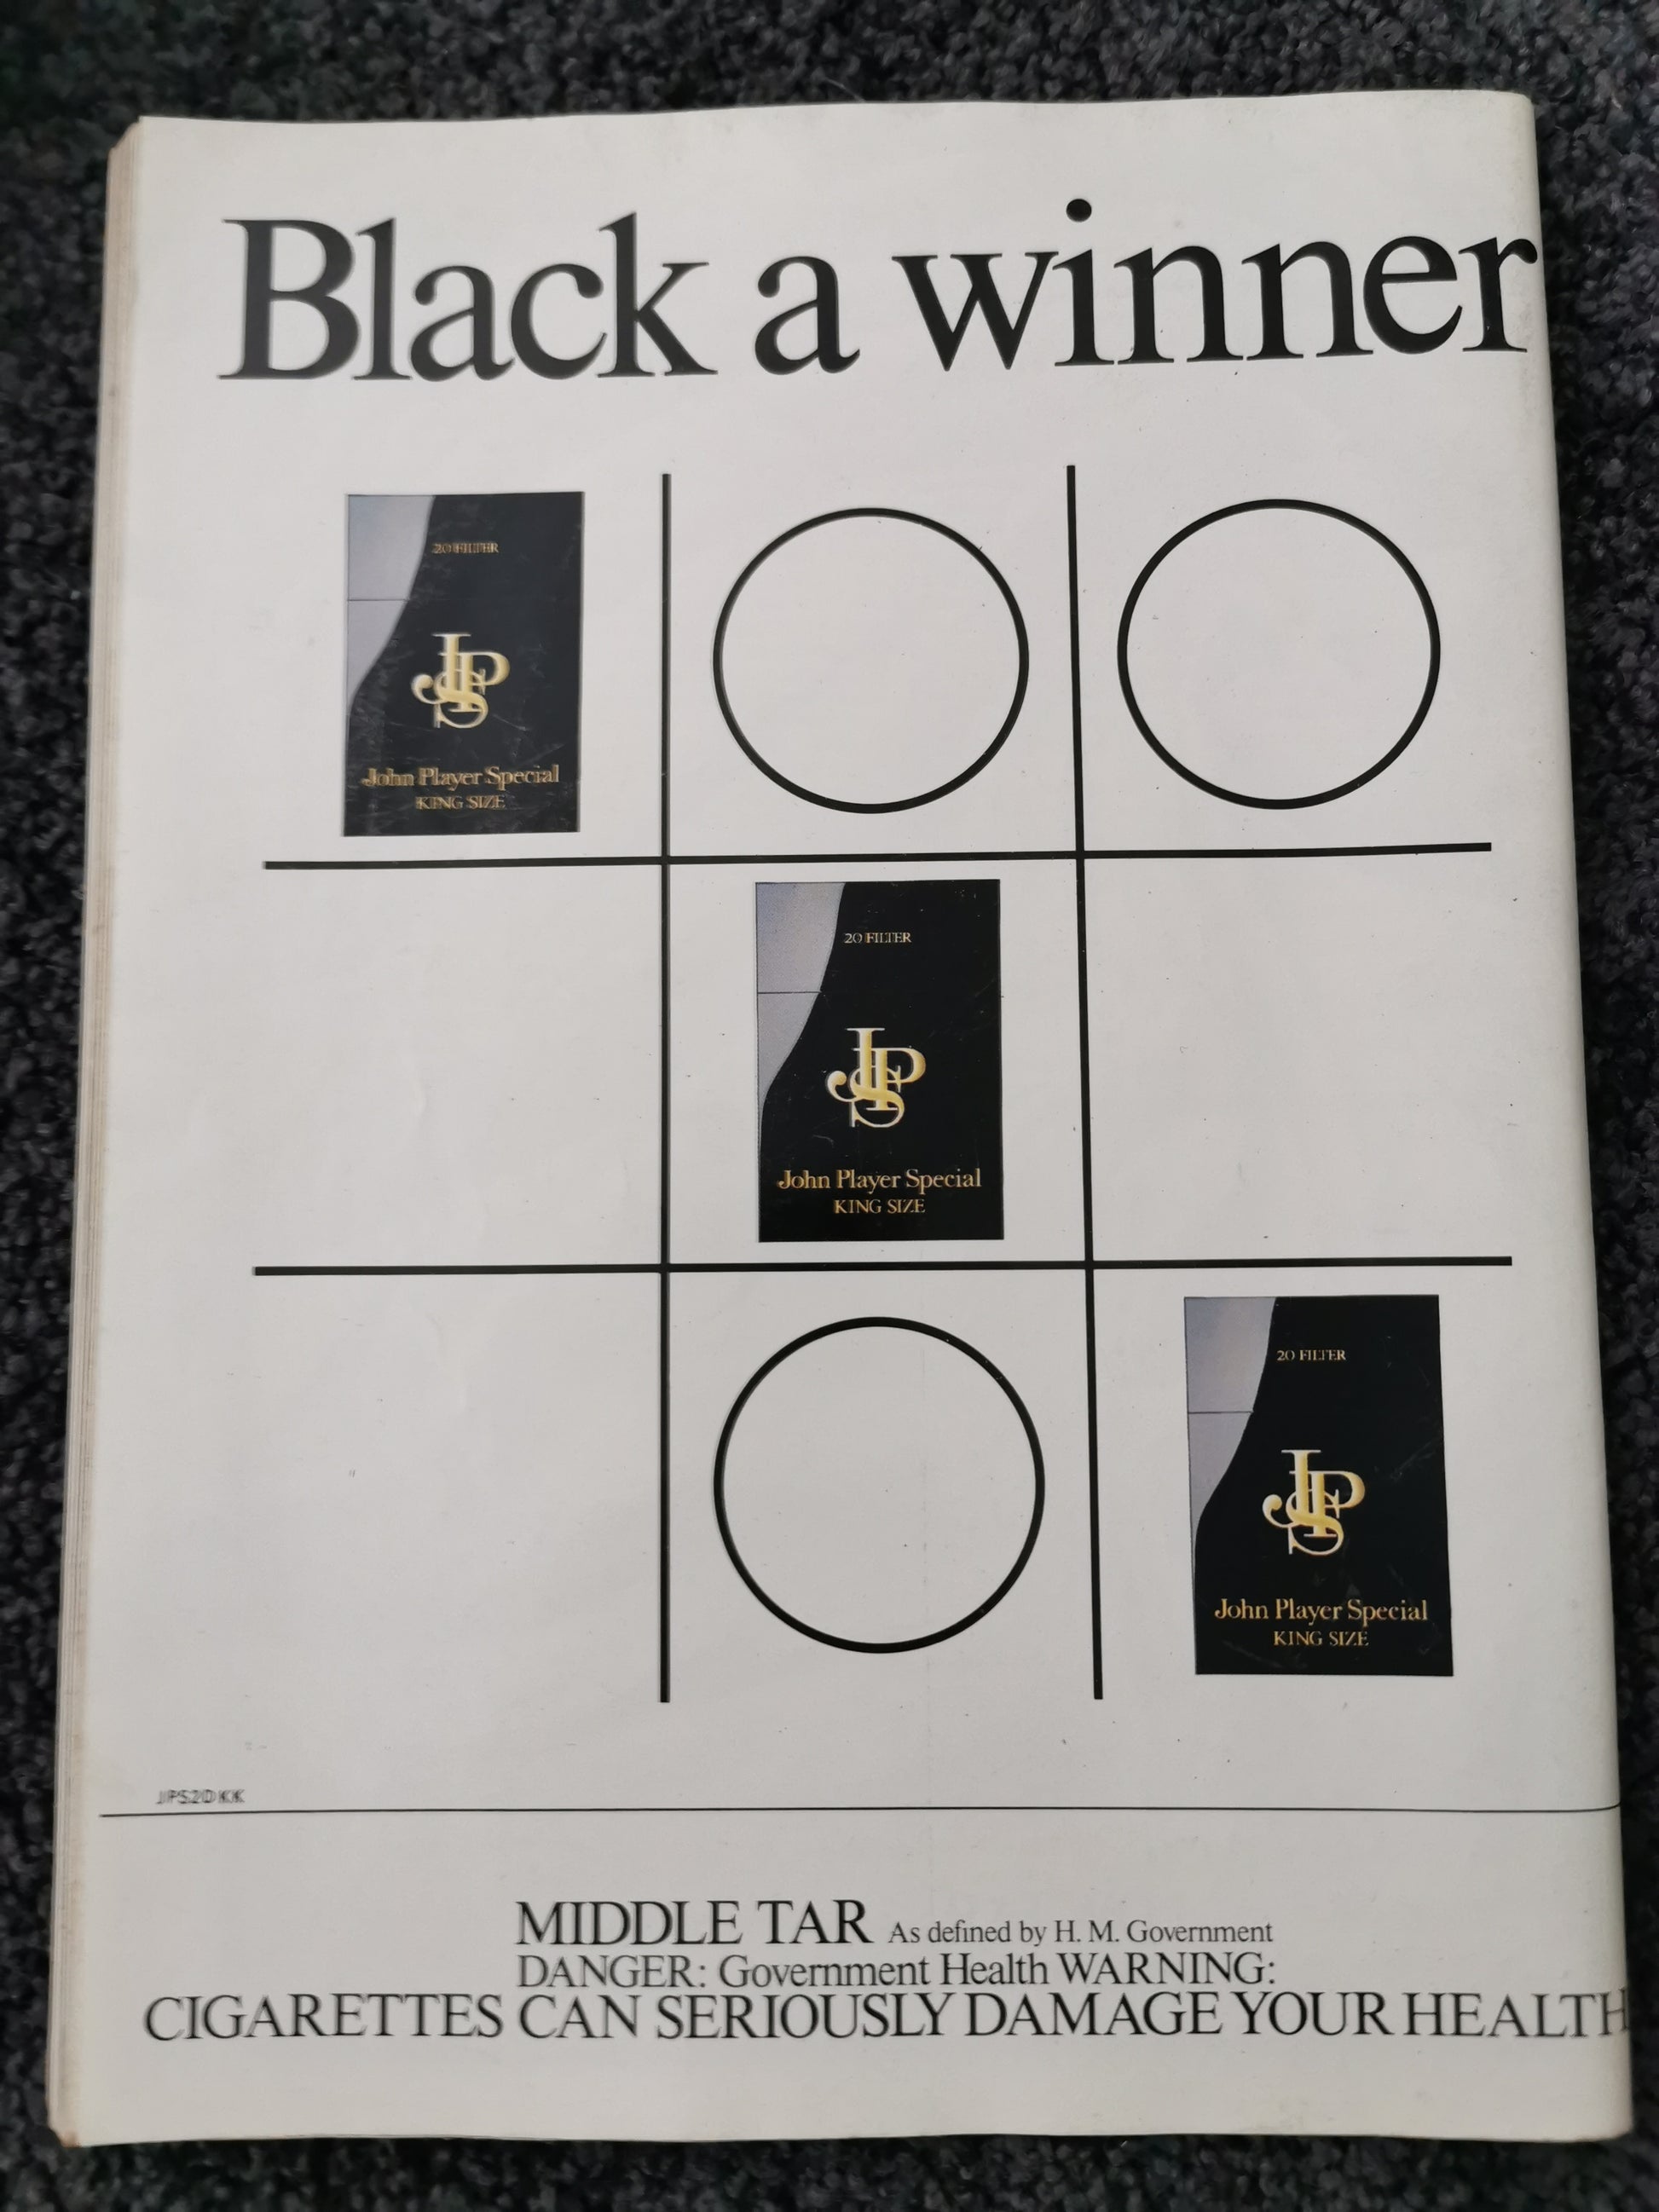 Black a winner
20 FILTER
JPS
John Player Special
KING SIZE
20 FILTER
JPS
John Player Special
KING SIZE
20 FILTER
JPS
John Player Special
KING SIZE
JPS20KK
MIDDLE TAR As defined by H. M. Government
DANGER: Government Health WARNING:
CIGARETTES CAN SERIOUSLY DAMAGE YOUR HEALTH